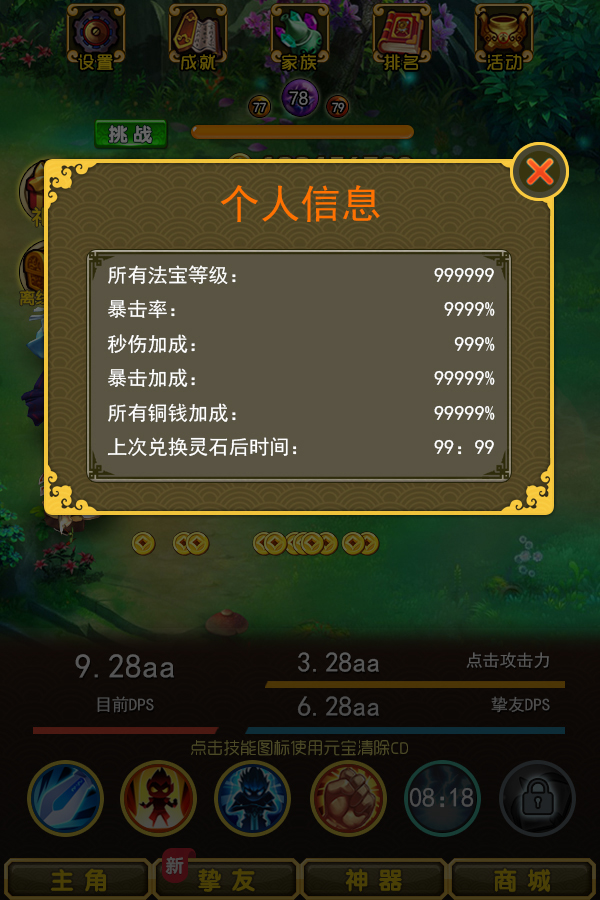 设置 成就 家族 排名 活动
77 78 79
挑战
个人信息
所有法宝等级： 999999
暴击率： 9999%
秒伤加成： 999%
暴击加成： 99999%
所有铜钱加成： 99999%
上次兑换灵石后时间： 99：99
9.28aa 3.28aa 点击攻击力
目前DPS 6.28aa 挚友DPS
点击技能图标使用元宝清除CD
08:18
新
主角 挚友 神器 商城